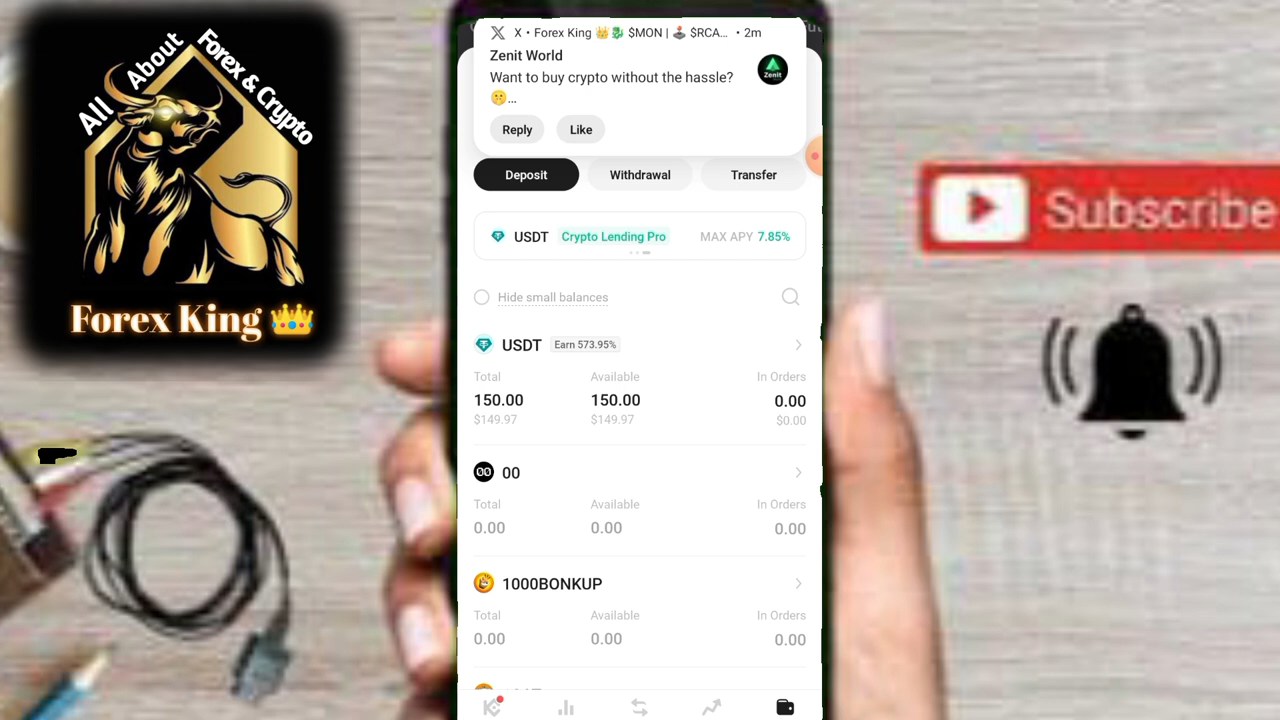 All About Forex & Crypto
Forex King 👑
X • Forex King 👑🐉 $MON | 🕹️ $RCA... • 2m
Zenit World
Want to buy crypto without the hassle?
🤫...
Zenit
Reply Like
Deposit Withdrawal Transfer
USDT Crypto Lending Pro MAX APY 7.85%
Hide small balances
USDT Earn 573.95%
Total Available In Orders
150.00 150.00 0.00
$149.97 $149.97 $0.00
00
Total Available In Orders
0.00 0.00 0.00
1000BONKUP
Total Available In Orders
0.00 0.00 0.00
Subscribe